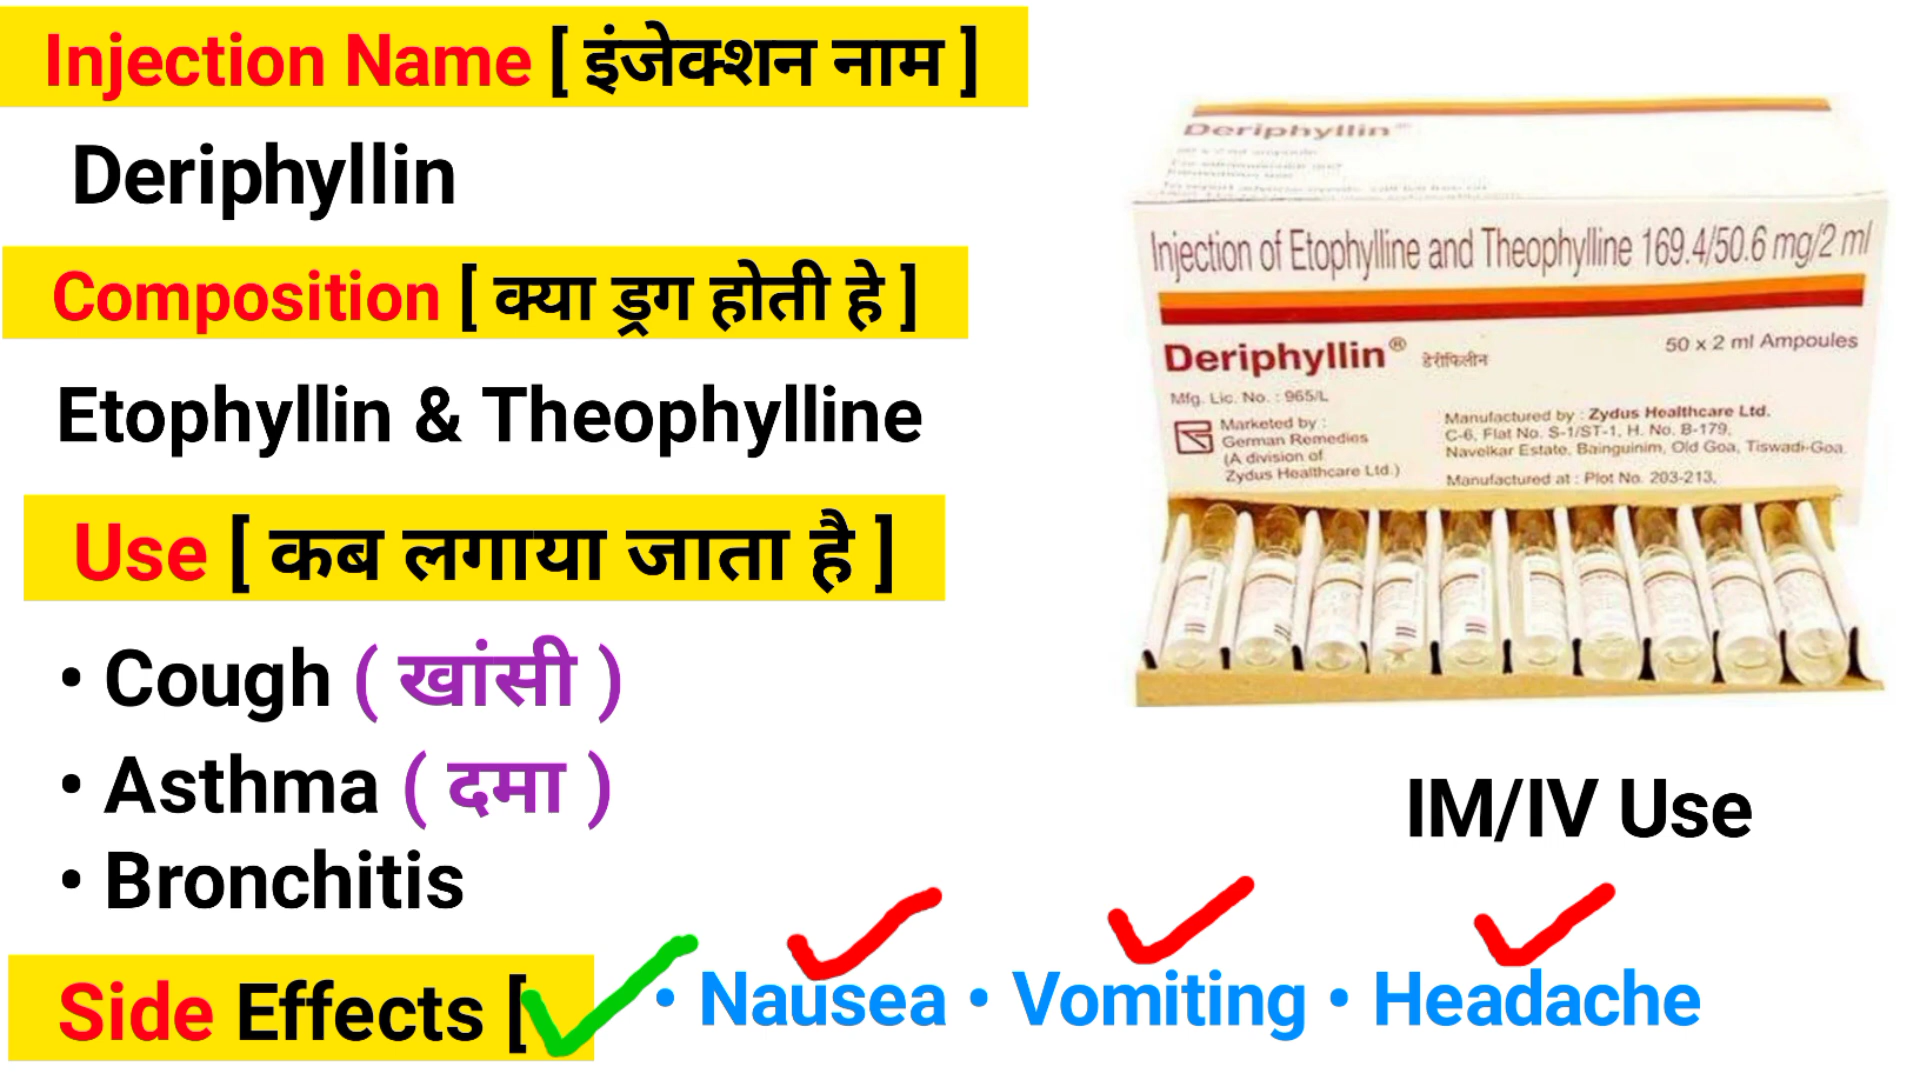 Injection Name [ इंजेक्शन नाम ]
Deriphyllin
Composition [ क्या ड्रग होती हे ]
Etophyllin & Theophylline
Use [ कब लगाया जाता है ]
• Cough ( खांसी )
• Asthma ( दमा )
• Bronchitis
Side Effects [
• Nausea • Vomiting • Headache
Deriphyllin
Injection of Etophylline and Theophylline 169.4/50.6 mg/2 ml
Deriphyllin® डेरीफिलीन
50 x 2 ml Ampoules
Mfg. Lic. No. : 965/L
Marketed by :
German Remedies
(A division of
Zydus Healthcare Ltd.)
Manufactured by : Zydus Healthcare Ltd.
C-6, Flat No. S-1/ST-1, H. No. B-179,
Navelkar Estate, Bainguinim, Old Goa, Tiswadi-Goa.
Manufactured at : Plot No. 203-213,
IM/IV Use